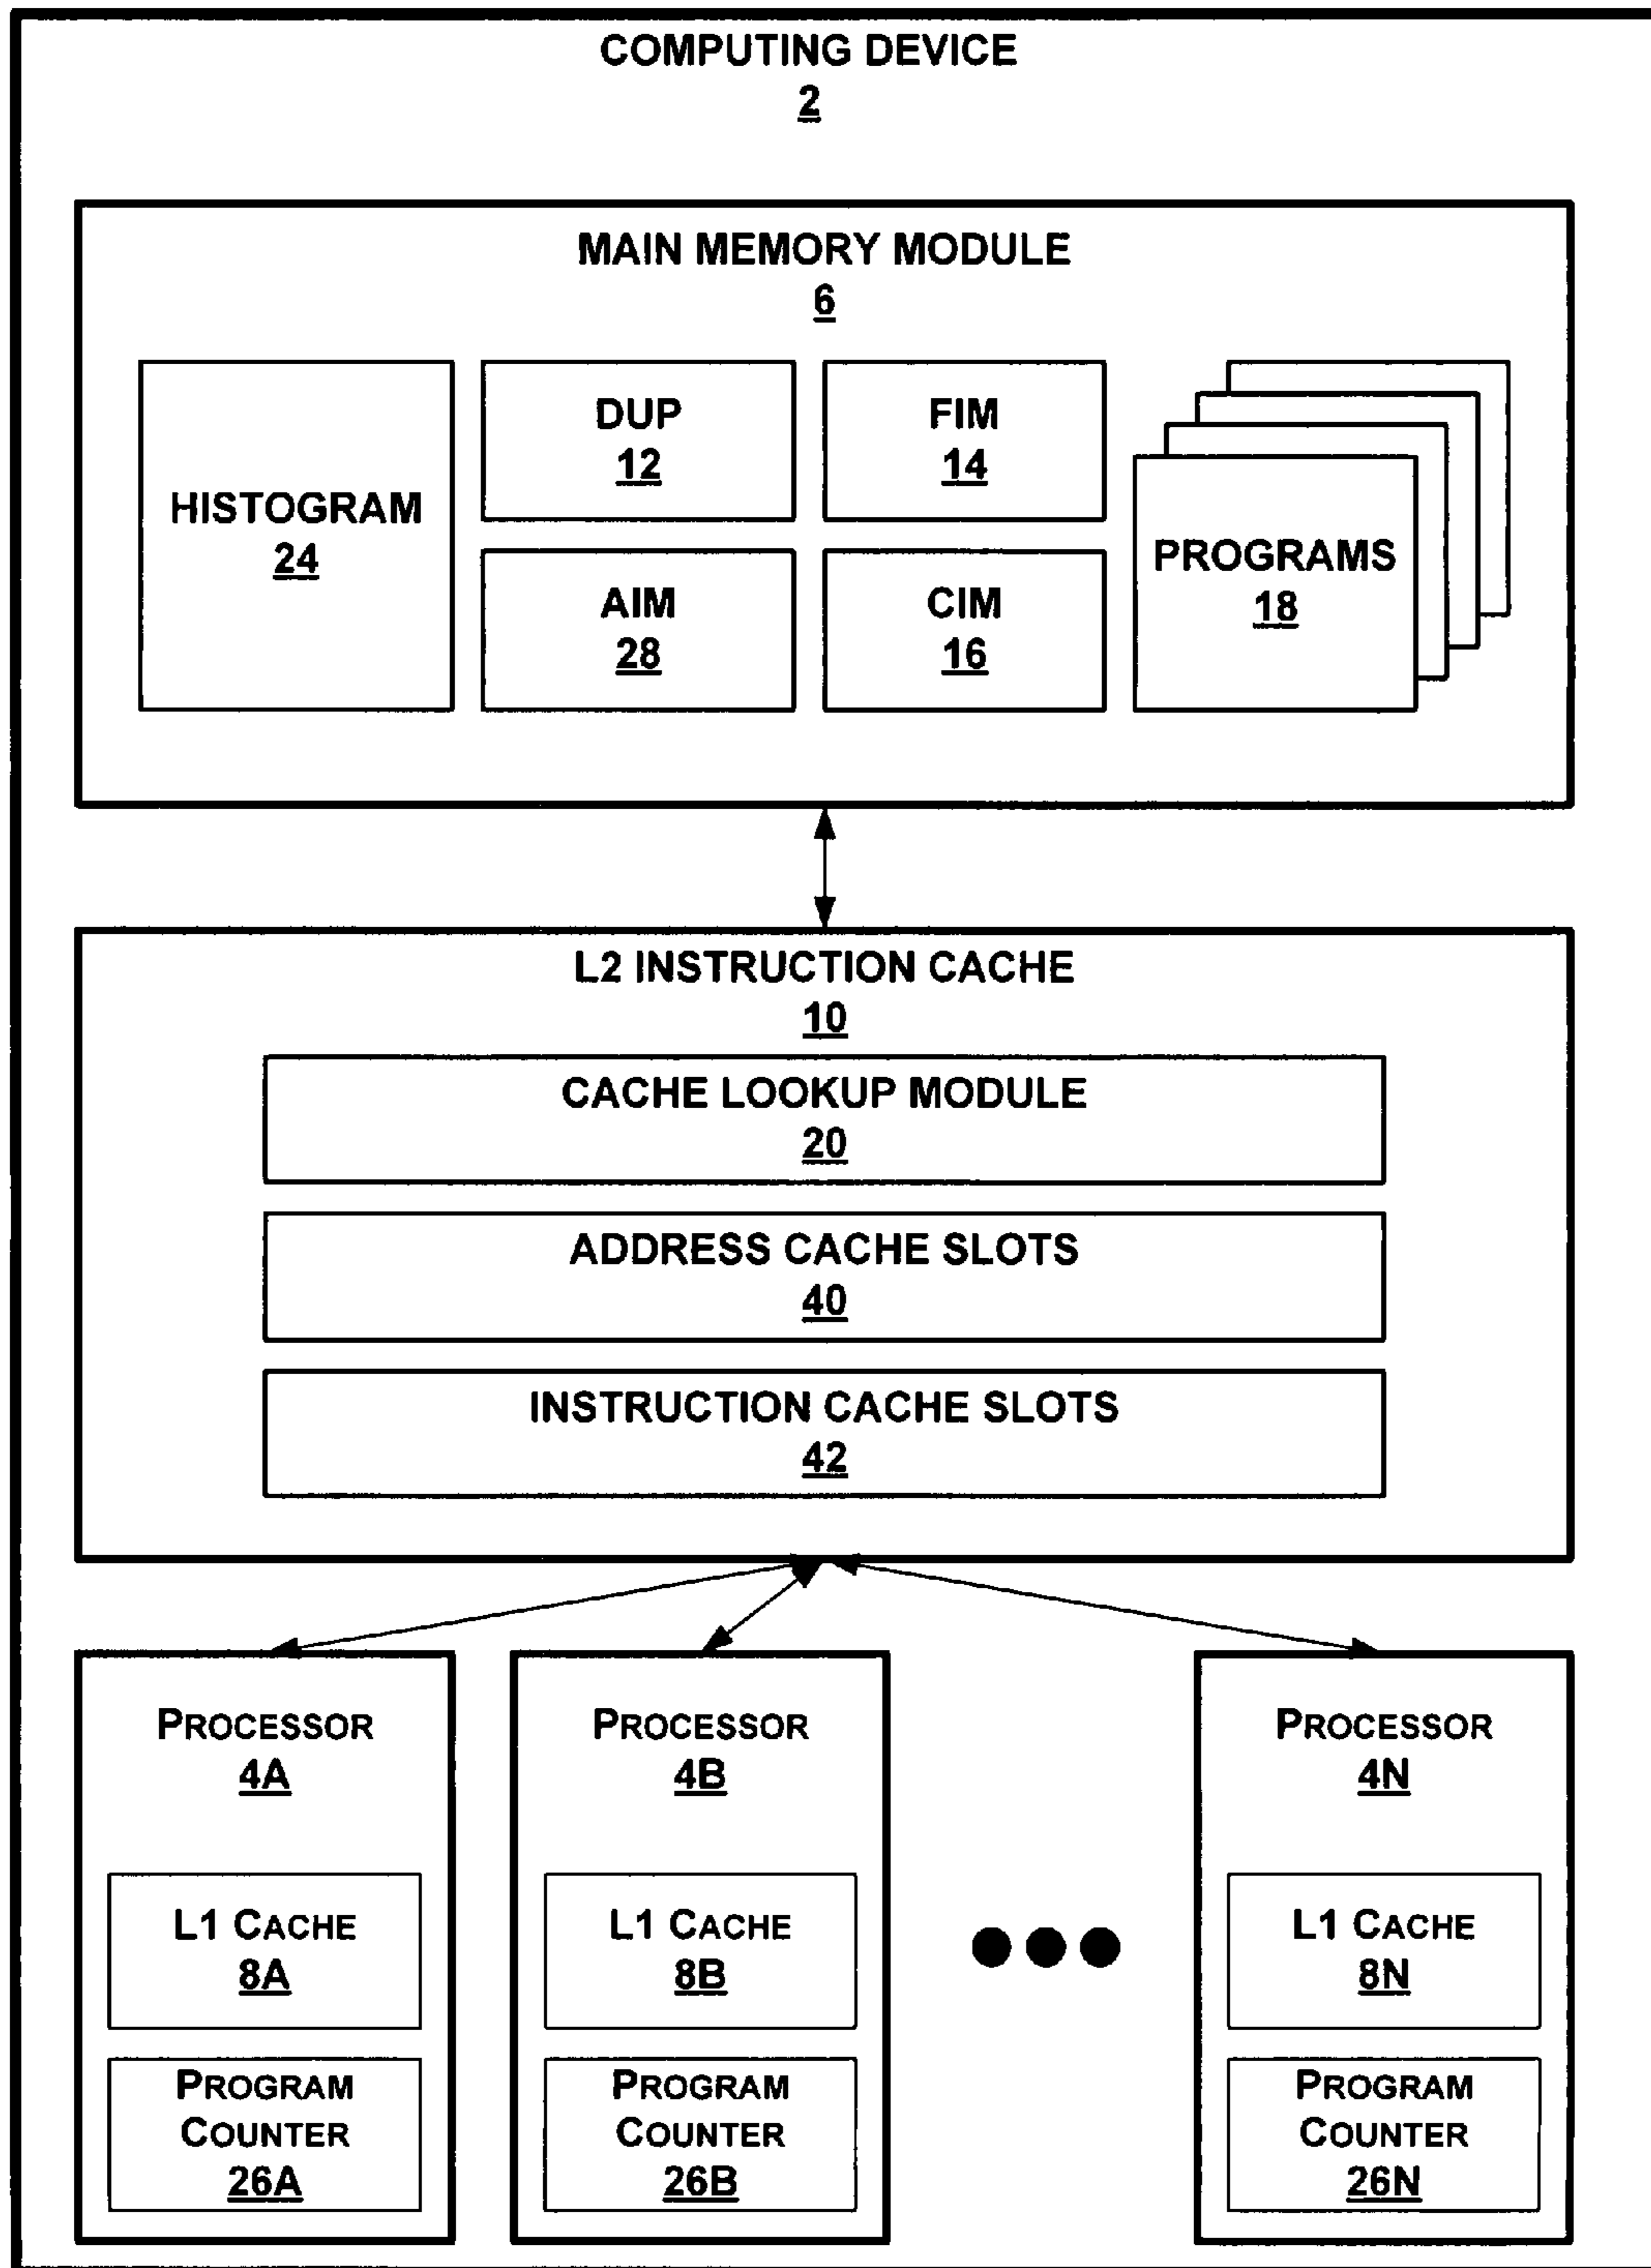 COMPUTING DEVICE
2
MAIN MEMORY MODULE
6
HISTOGRAM
24
DUP
12
FIM
14
AIM
28
CIM
16
PROGRAMS
18
L2 INSTRUCTION CACHE
10
CACHE LOOKUP MODULE
20
ADDRESS CACHE SLOTS
40
INSTRUCTION CACHE SLOTS
42
PROCESSOR
4A
L1 CACHE
8A
PROGRAM
COUNTER
26A
PROCESSOR
4B
L1 CACHE
8B
PROGRAM
COUNTER
26B
PROCESSOR
4N
L1 CACHE
8N
PROGRAM
COUNTER
26N